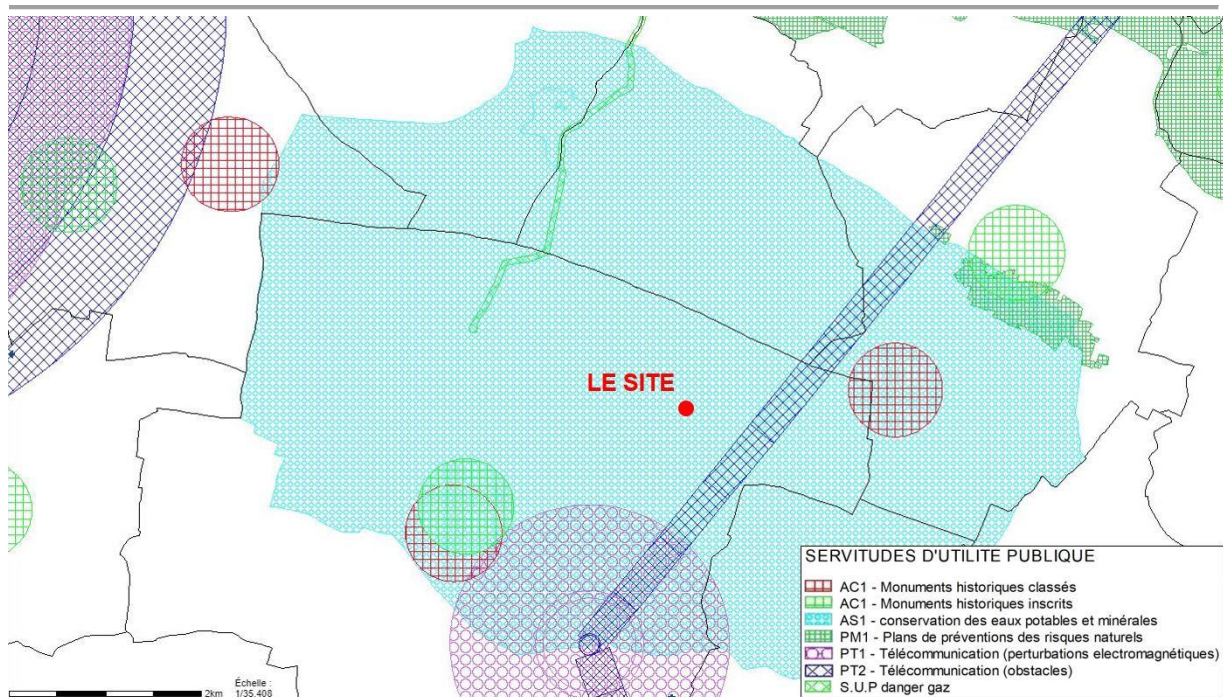 LE SITE
SERVITUDES D'UTILITE PUBLIQUE
AC1 - Monuments historiques classés
AC1 - Monuments historiques inscrits
AS1 - conservation des eaux potables et minérales
PM1 - Plans de préventions des risques naturels
PT1 - Télécommunication (perturbations electromagnétiques)
PT2 - Télécommunication (obstacles)
S.U.P danger gaz
Échelle :
2km 1/35.408